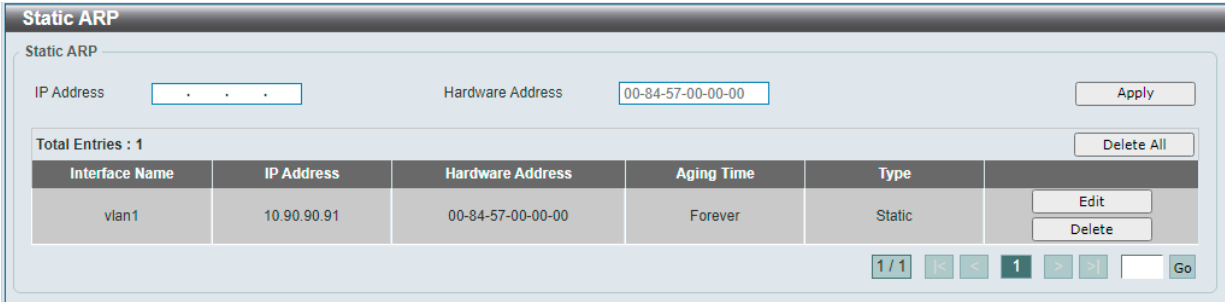 Static ARP
Static ARP
IP Address . . . Hardware Address 00-84-57-00-00-00 Apply
Total Entries : 1 Delete All
Interface Name IP Address Hardware Address Aging Time Type
vlan1 10.90.90.91 00-84-57-00-00-00 Forever Static Edit
Delete
1 / 1 |< < 1 > >| Go